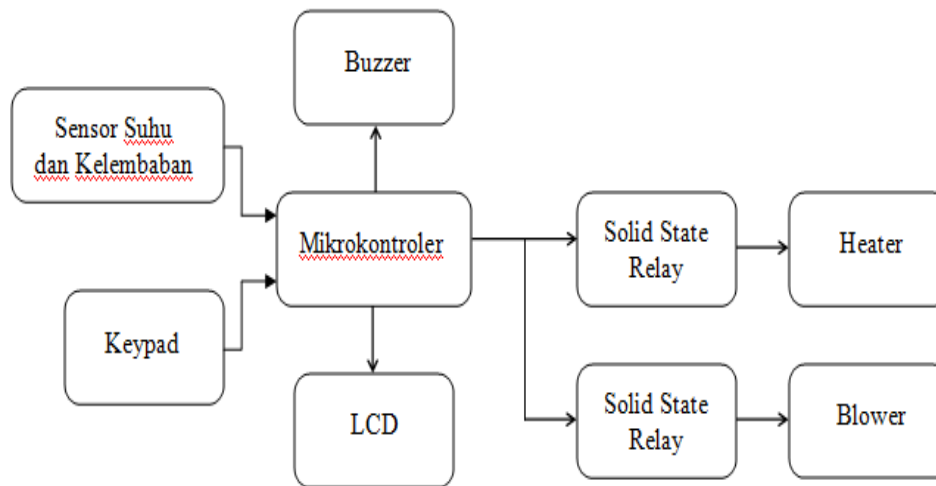 Buzzer
Sensor Suhu
dan Kelembaban
Mikrokontroler
Solid State
Relay
Heater
Keypad
LCD
Solid State
Relay
Blower